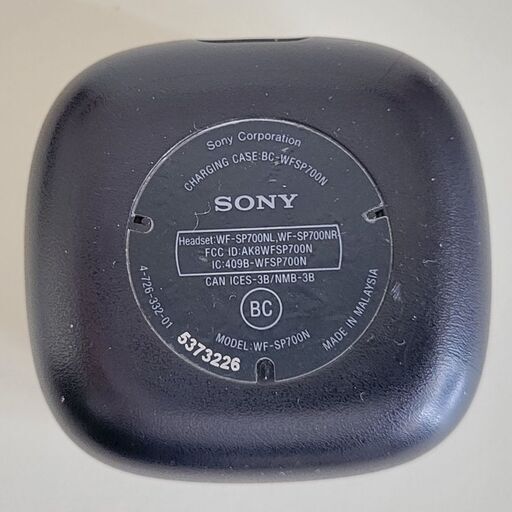 Sony Corporation
CHARGING CASE:BC-WFSP700N
SONY
Headset:WF-SP700NL,WF-SP700NR
FCC ID:AK8WFSP700N
IC:409B-WFSP700N
CAN ICES-3B/NMB-3B
BC
MODEL:WF-SP700N
MADE IN MALAYSIA
4-726-332-01
5373226